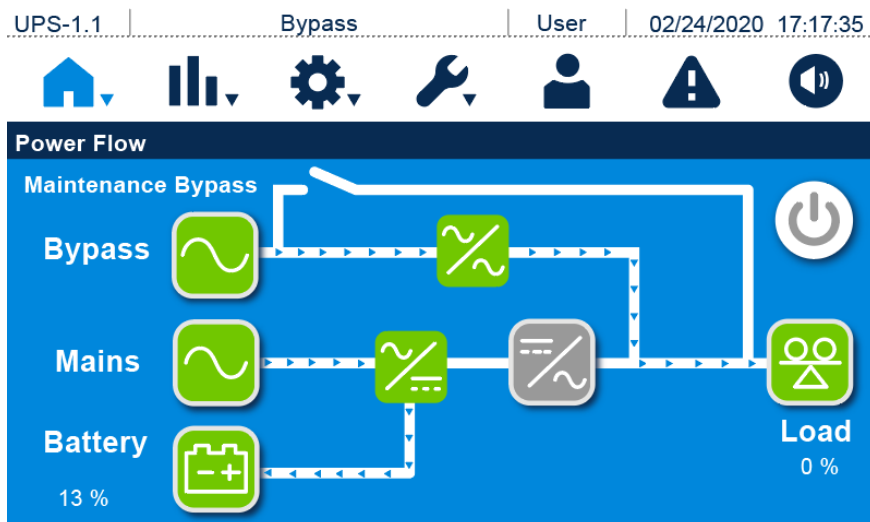 UPS-1.1 Bypass User 02/24/2020 17:17:35
Power Flow
Maintenance Bypass
Bypass
Mains
Battery
13 %
Load
0 %